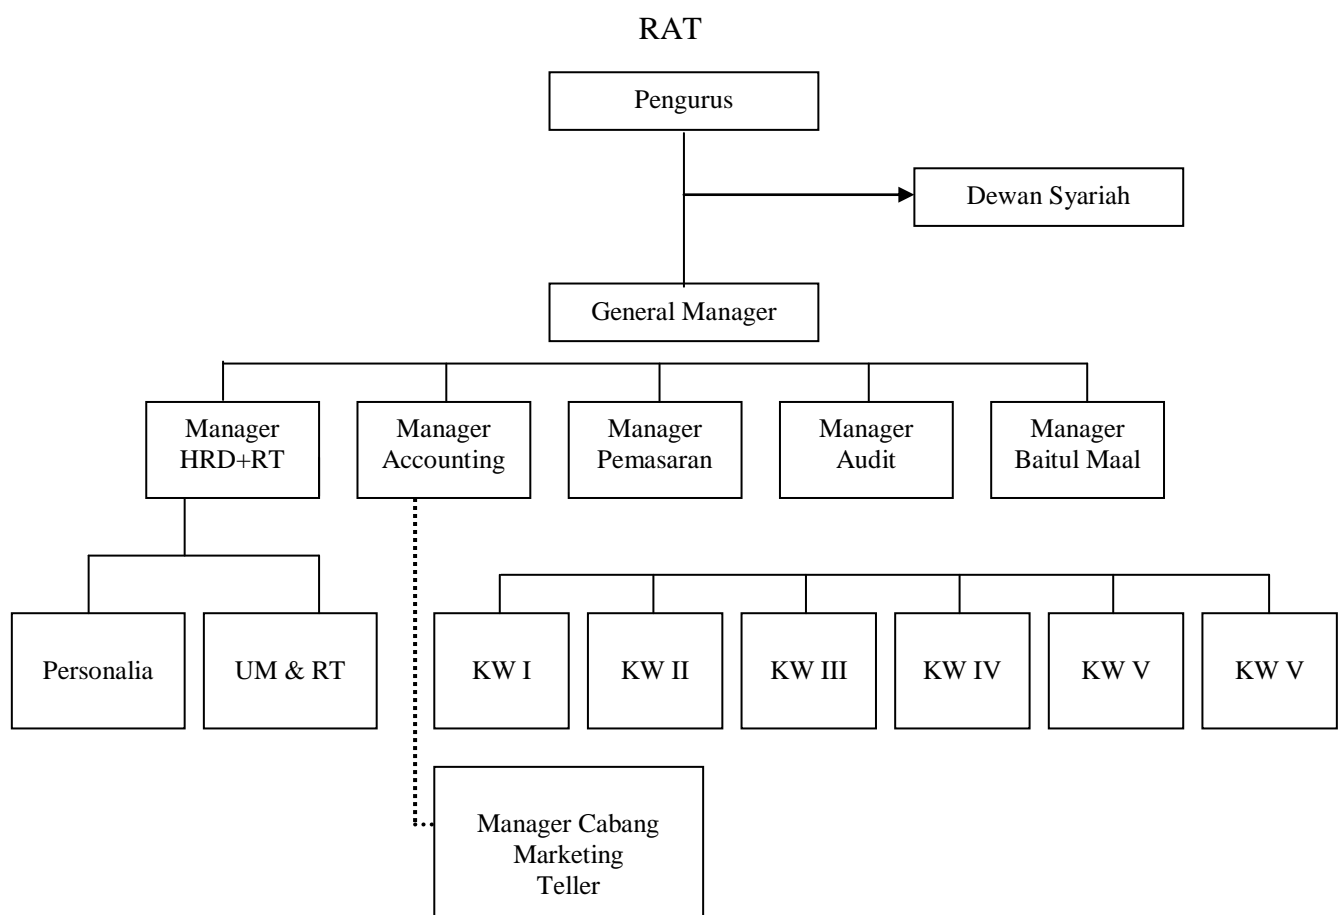 RAT
Pengurus
Dewan Syariah
General Manager
Manager
HRD+RT
Manager
Accounting
Manager
Pemasaran
Manager
Audit
Manager
Baitul Maal
Personalia
UM & RT
KW I
KW II
KW III
KW IV
KW V
KW V
Manager Cabang
Marketing
Teller